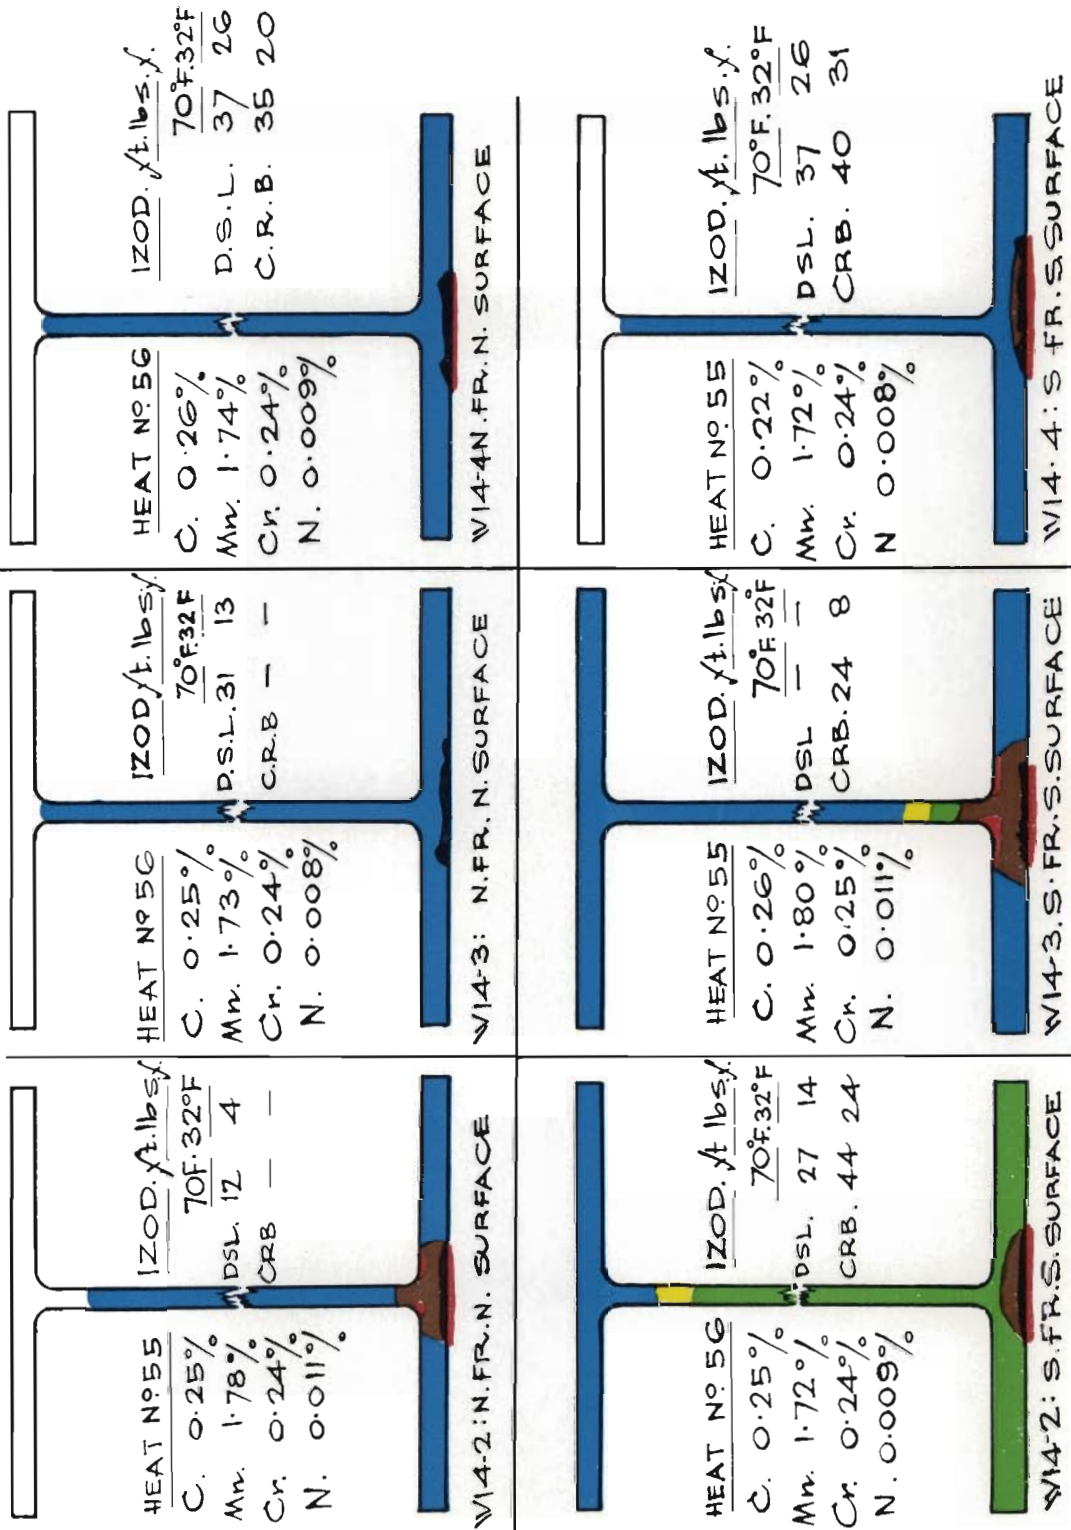 HEAT Nº55
C. 0.25%
Mn. 1.78%
Cr. 0.24%
N. 0.011%
IZOD. ft. lbs. f.
70F. 32°F
DSL. 12 4
CRB — —
W14-2: N. FR. N. SURFACE
HEAT Nº 56
C. 0.25%
Mn. 1.73%
Cr. 0.24%
N. 0.008%
IZOD ft. lbs. f.
70°F. 32F
D.S.L. 31 13
C.R.B — —
W14-3: N. FR. N. SURFACE
HEAT Nº 56
C. 0.26%
Mn. 1.74%
Cr. 0.24%
N. 0.009%
IZOD. ft. lbs. f.
70°F. 32°F
D.S.L. 37 26
C.R.B. 35 20
W14-4N. FR. N. SURFACE
HEAT Nº 56
C. 0.25%
Mn. 1.72%
Cr. 0.24%
N. 0.009%
IZOD. ft lbs. f.
70°F. 32°F
DSL. 27 14
CRB. 44 24
W14-2: S. FR. S. SURFACE
HEAT Nº 55
C. 0.26%
Mn. 1.80%
Cr. 0.25%
N. 0.011%
IZOD. ft. lbs. f.
70°F. 32°F
DSL — —
CRB. 24 8
W14-3. S. FR. S. SURFACE
HEAT Nº 55
C. 0.22%
Mn. 1.72%
Cr. 0.24%
N 0.008%
IZOD. ft. lbs. f.
70°F. 32°F
DSL. 37 26
CRB. 40 31
W14. 4: S FR. S. SURFACE